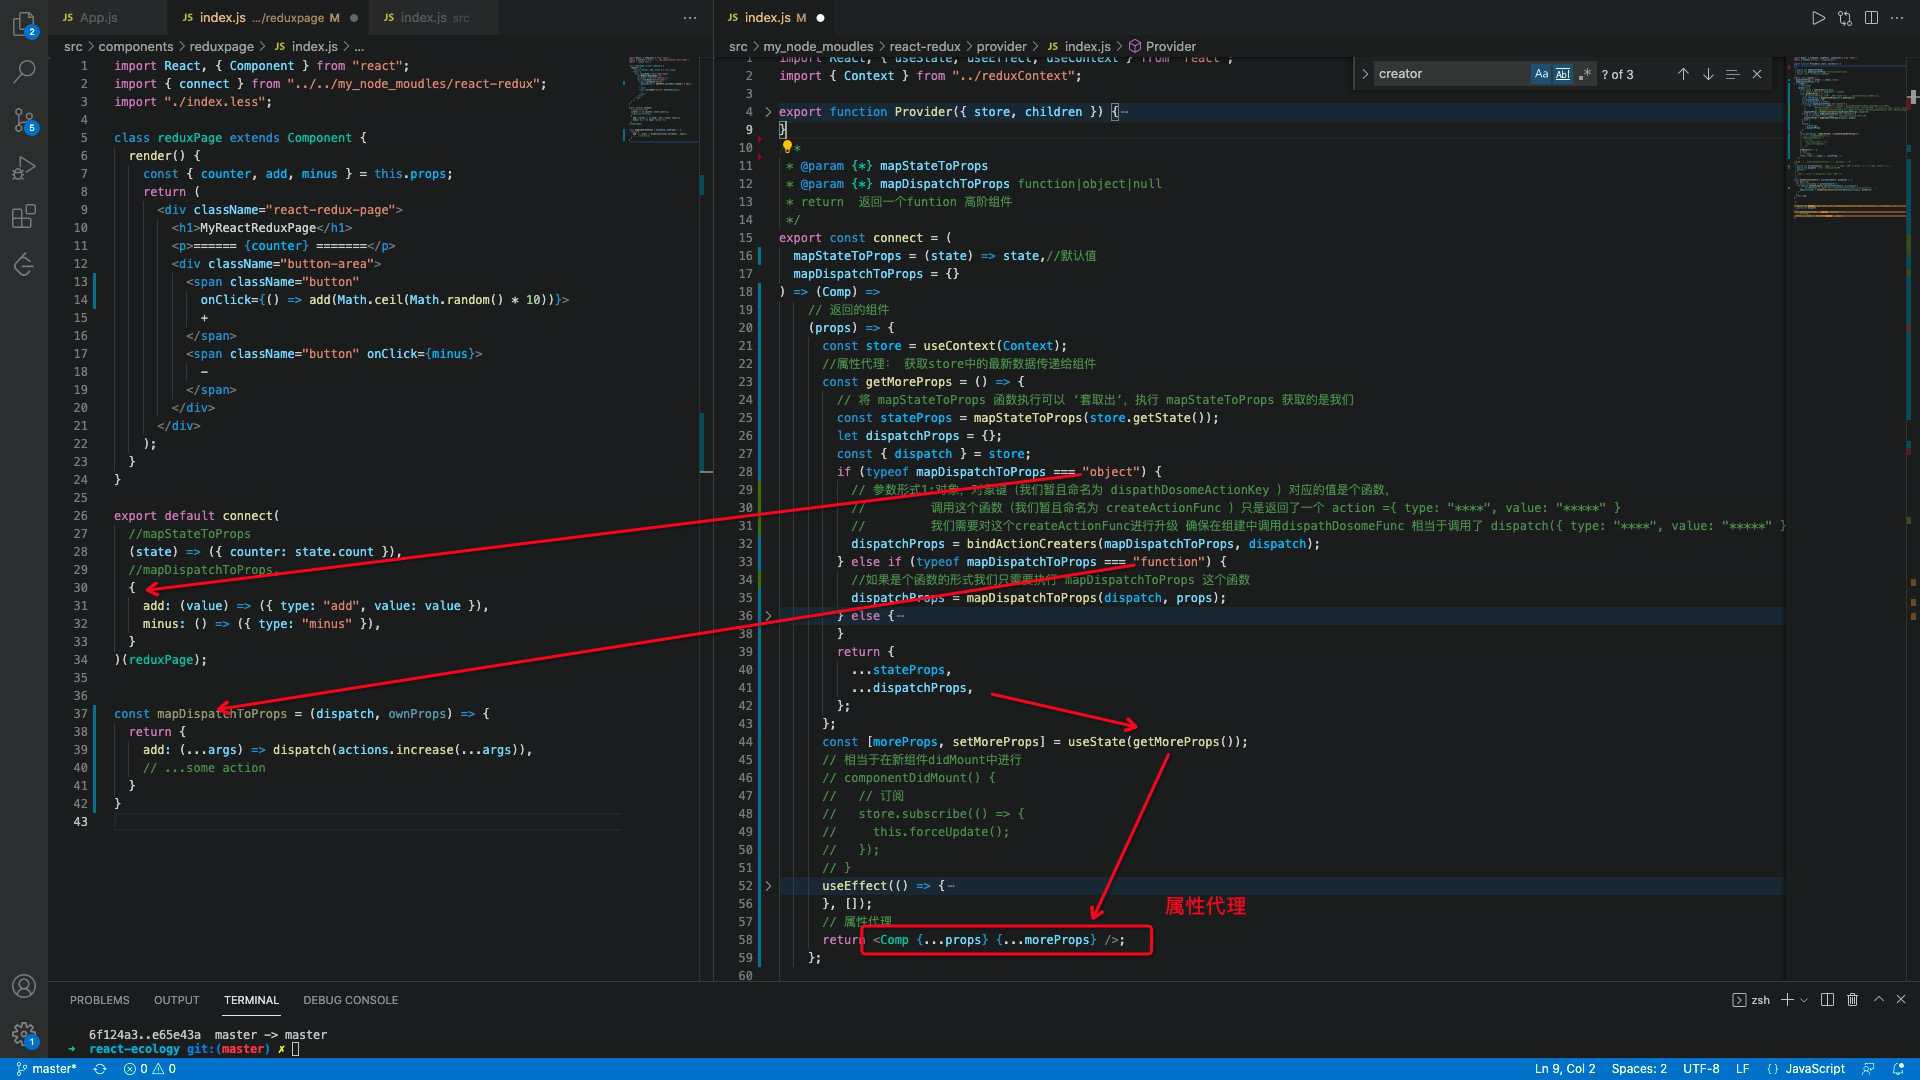 App.js
index.js .../reduxpage M
index.js src
src > components > reduxpage > JS index.js > ...
1 import React, { Component } from "react";
2 import { connect } from "../../my_node_moudles/react-redux";
3 import "./index.less";
4
5 class reduxPage extends Component {
6 render() {
7 const { counter, add, minus } = this.props;
8 return (
9 <div className="react-redux-page">
10 <h1>MyReactReduxPage</h1>
11 <p>====== {counter} =======</p>
12 <div className="button-area">
13 <span className="button"
14 onClick={() => add(Math.ceil(Math.random() * 10))}>
15 +
16 </span>
17 <span className="button" onClick={minus}>
18 −
19 </span>
20 </div>
21 </div>
22 );
23 }
24 }
25
26 export default connect(
27 //mapStateToProps
28 (state) => ({ counter: state.count }),
29 //mapDispatchToProps
30 {
31 add: (value) => ({ type: "add", value: value }),
32 minus: () => ({ type: "minus" }),
33 }
34 )(reduxPage);
35
36
37 const mapDispatchToProps = (dispatch, ownProps) => {
38 return {
39 add: (...args) => dispatch(actions.increase(...args)),
40 // ...some action
41 }
42 }
43
JS index.js M
src > my_node_moudles > react-redux > provider > JS index.js > Provider
creator
Aa Abl .* ? of 3
1 import React, { useState, useEffect, useContext } from "react";
2 import { Context } from "../reduxContext";
3
4 export function Provider({ store, children }) {⋯
9 }
10 *
11 * @param {*} mapStateToProps
12 * @param {*} mapDispatchToProps function|object|null
13 * return 返回一个funtion 高阶组件
14 */
15 export const connect = (
16 mapStateToProps = (state) => state,//默认值
17 mapDispatchToProps = {}
18 ) => (Comp) =>
19 // 返回的组件
20 (props) => {
21 const store = useContext(Context);
22 //属性代理: 获取store中的最新数据传递给组件
23 const getMoreProps = () => {
24 // 将 mapStateToProps 函数执行可以 ‘套取出’，执行 mapStateToProps 获取的是我们
25 const stateProps = mapStateToProps(store.getState());
26 let dispatchProps = {};
27 const { dispatch } = store;
28 if (typeof mapDispatchToProps === "object") {
29 // 参数形式1:对象，对象键（我们暂且命名为 dispathDosomeActionKey ）对应的值是个函数，
30 // 调用这个函数（我们暂且命名为 createActionFunc ）只是返回了一个 action ={ type: "****", value: "*****" }
31 // 我们需要对这个createActionFunc进行升级 确保在组建中调用dispathDosomeFunc 相当于调用了 dispatch({ type: "****", value: "*****" }
32 dispatchProps = bindActionCreaters(mapDispatchToProps, dispatch);
33 } else if (typeof mapDispatchToProps === "function") {
34 //如果是个函数的形式我们只需要执行 mapDispatchToProps 这个函数
35 dispatchProps = mapDispatchToProps(dispatch, props);
36 } else {⋯
38 }
39 return {
40 ...stateProps,
41 ...dispatchProps,
42 };
43 };
44 const [moreProps, setMoreProps] = useState(getMoreProps());
45 // 相当于在新组件didMount中进行
46 // componentDidMount() {
47 // // 订阅
48 // store.subscribe(() => {
49 // this.forceUpdate();
50 // });
51 // }
52 useEffect(() => {⋯
56 }, []);
57 // 属性代理
58 return <Comp {...props} {...moreProps} />;
59 };
60
属性代理
PROBLEMS OUTPUT TERMINAL DEBUG CONSOLE
zsh
6f124a3..e65e43a master -> master
→ react-ecology git:(master) ✗
master* 0 0
Ln 9, Col 2 Spaces: 2 UTF-8 LF {} JavaScript
2
5
1